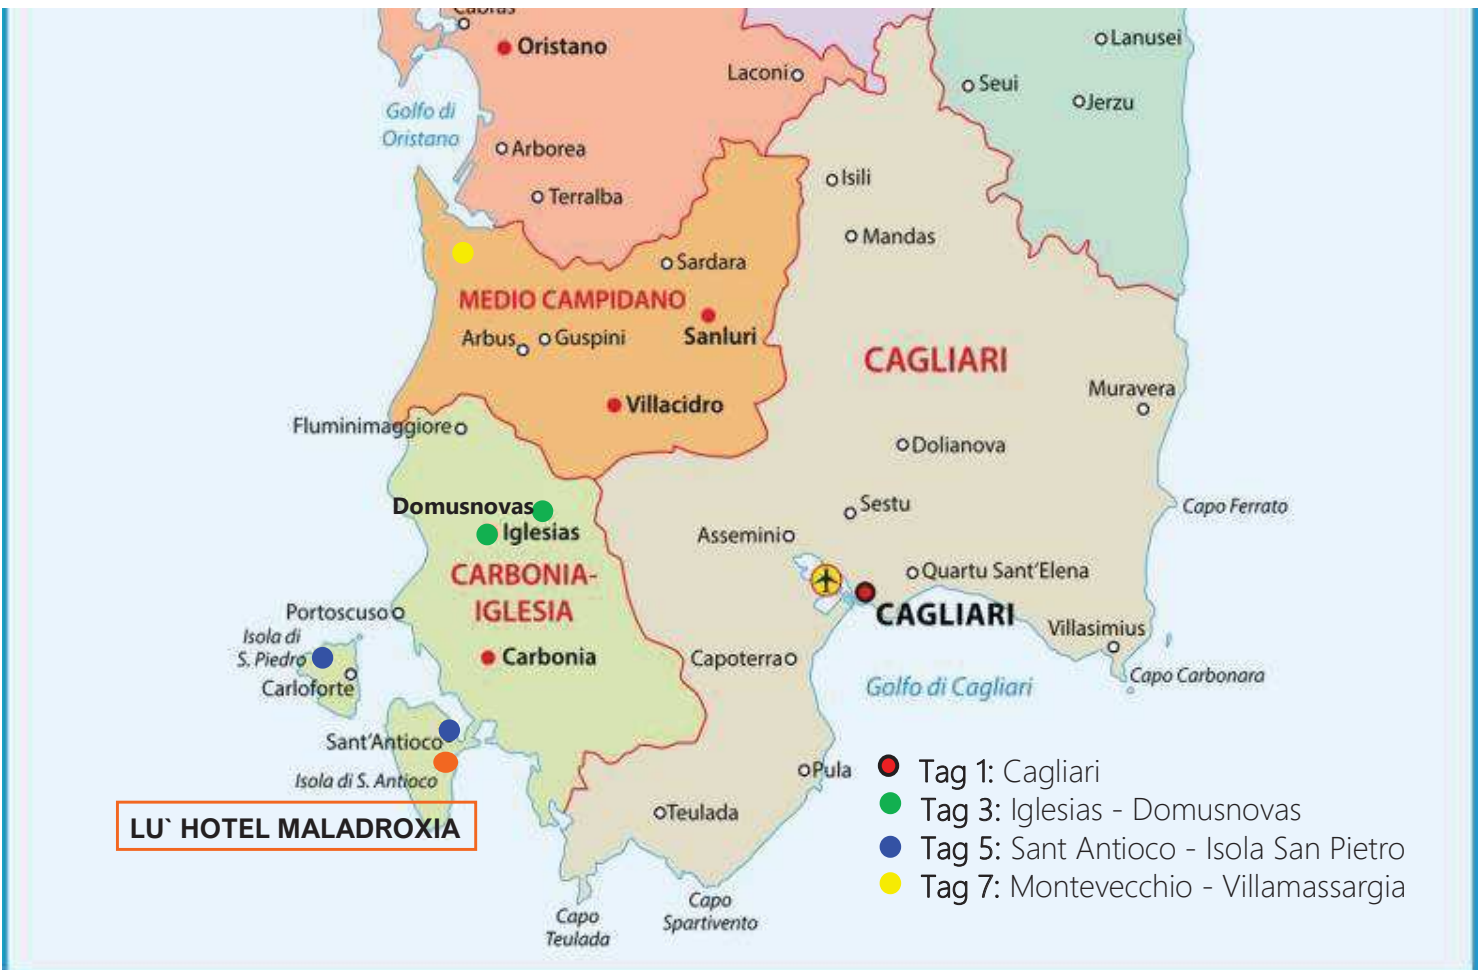 Cabras
Oristano
Lanusei
Laconi
Seui
Jerzu
Golfo di
Oristano
Arborea
Isili
Terralba
Mandas
Sardara
MEDIO CAMPIDANO
Arbus
Guspini
Sanluri
CAGLIARI
Muravera
Villacidro
Fluminimaggiore
Dolianova
Domusnovas
Sestu
Capo Ferrato
Iglesias
Assemini
CARBONIA-
IGLESIA
Quartu Sant'Elena
CAGLIARI
Portoscuso
Villasimius
Isola di
S. Piedro
Carbonia
Capoterra
Capo Carbonara
Carloforte
Golfo di Cagliari
Sant'Antioco
Isola di S. Antioco
Pula
Teulada
LU` HOTEL MALADROXIA
Tag 1: Cagliari
Tag 3: Iglesias - Domusnovas
Tag 5: Sant Antioco - Isola San Pietro
Tag 7: Montevecchio - Villamassargia
Capo
Spartivento
Capo
Teulada